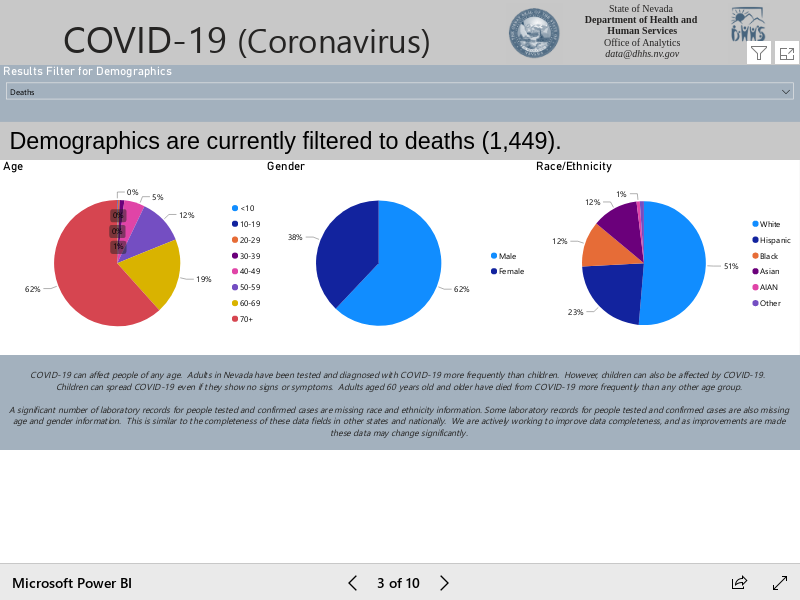 COVID-19 (Coronavirus)
State of Nevada
Department of Health and
Human Services
Office of Analytics
data@dhhs.nv.gov
DHHS
Results Filter for Demographics
Deaths
Demographics are currently filtered to deaths (1,449).
Age
0%
5%
12%
19%
62%
0%
0%
1%
<10
10-19
20-29
30-39
40-49
50-59
60-69
70+
Gender
38%
62%
Male
Female
Race/Ethnicity
1%
12%
12%
23%
51%
White
Hispanic
Black
Asian
AIAN
Other
COVID-19 can affect people of any age. Adults in Nevada have been tested and diagnosed with COVID-19 more frequently than children. However, children can also be affected by COVID-19.
Children can spread COVID-19 even if they show no signs or symptoms. Adults aged 60 years old and older have died from COVID-19 more frequently than any other age group.
A significant number of laboratory records for people tested and confirmed cases are missing race and ethnicity information. Some laboratory records for people tested and confirmed cases are also missing
age and gender information. This is similar to the completeness of these data fields in other states and nationally. We are actively working to improve data completeness, and as improvements are made
these data may change significantly.
Microsoft Power BI
3 of 10